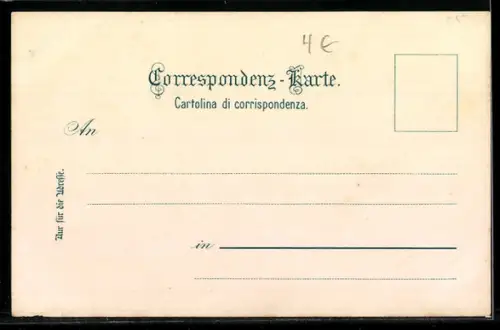 4 €
Correspondenz-Karte.
Cartolina di corrispondenza.
An
Nur für die Adresse.
in